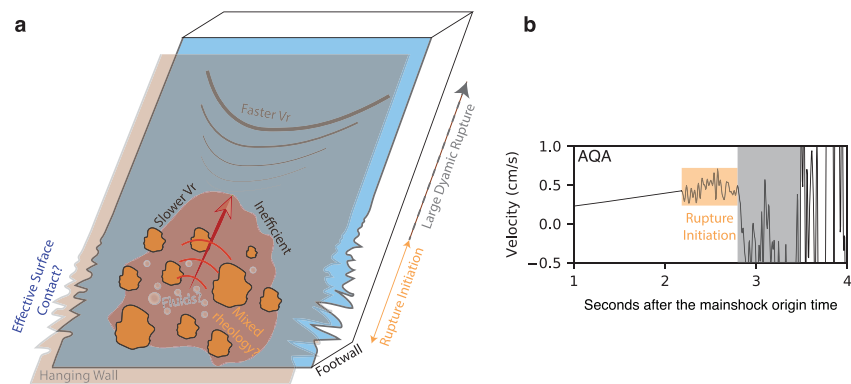 a
Faster Vr
Slower Vr
Inefficient
Fluids?
Mixed
rheology?
Effective Surface
Contact?
Hanging Wall
Footwall
Rupture Initiation
Large Dyamic Rupture
b
AQA
Rupture
Initiation
Velocity (cm/s)
1.0
0.5
0.0
−0.5
1
2
3
4
Seconds after the mainshock origin time